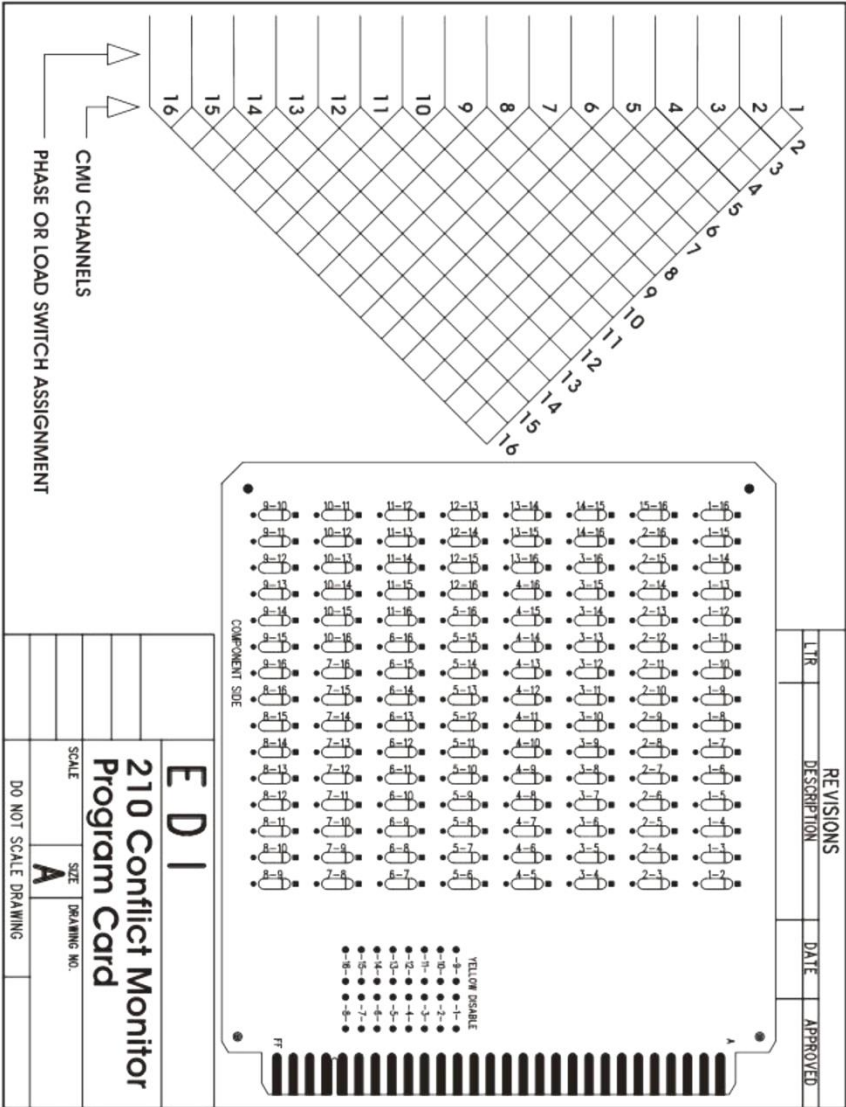 REVISIONS
LTR DESCRIPTION DATE APPROVED
1 2 3 4 5 6 7 8 9 10 11 12 13 14 15 16
2 3 4 5 6 7 8 9 10 11 12 13 14 15 16
CMU CHANNELS
PHASE OR LOAD SWITCH ASSIGNMENT
9-10 10-11 11-12 12-13 13-14 14-15 15-16 1-16
9-11 10-12 11-13 12-14 13-15 14-16 2-16 1-15
9-12 10-13 11-14 12-15 13-16 3-16 2-15 1-14
9-13 10-14 11-15 12-16 4-16 3-15 2-14 1-13
9-14 10-15 11-16 5-16 4-15 3-14 2-13 1-12
9-15 10-16 6-16 5-15 4-14 3-13 2-12 1-11
9-16 7-16 6-15 5-14 4-13 3-12 2-11 1-10
8-16 7-15 6-14 5-13 4-12 3-11 2-10 1-9
8-15 7-14 6-13 5-12 4-11 3-10 2-9 1-8
8-14 7-13 6-12 5-11 4-10 3-9 2-8 1-7
8-13 7-12 6-11 5-10 4-9 3-8 2-7 1-6
8-12 7-11 6-10 5-9 4-8 3-7 2-6 1-5
8-11 7-10 6-9 5-8 4-7 3-6 2-5 1-4
8-10 7-9 6-8 5-7 4-6 3-5 2-4 1-3
8-9 7-8 6-7 5-6 4-5 3-4 2-3 1-2
COMPONENT SIDE
YELLOW DISABLE
-9- -1-
-10- -2-
-11- -3-
-12- -4-
-13- -5-
-14- -6-
-15- -7-
-16- -8-
A
FF
E D I
210 Conflict Monitor
Program Card
SCALE SIZE DRAWING NO.
A
DO NOT SCALE DRAWING